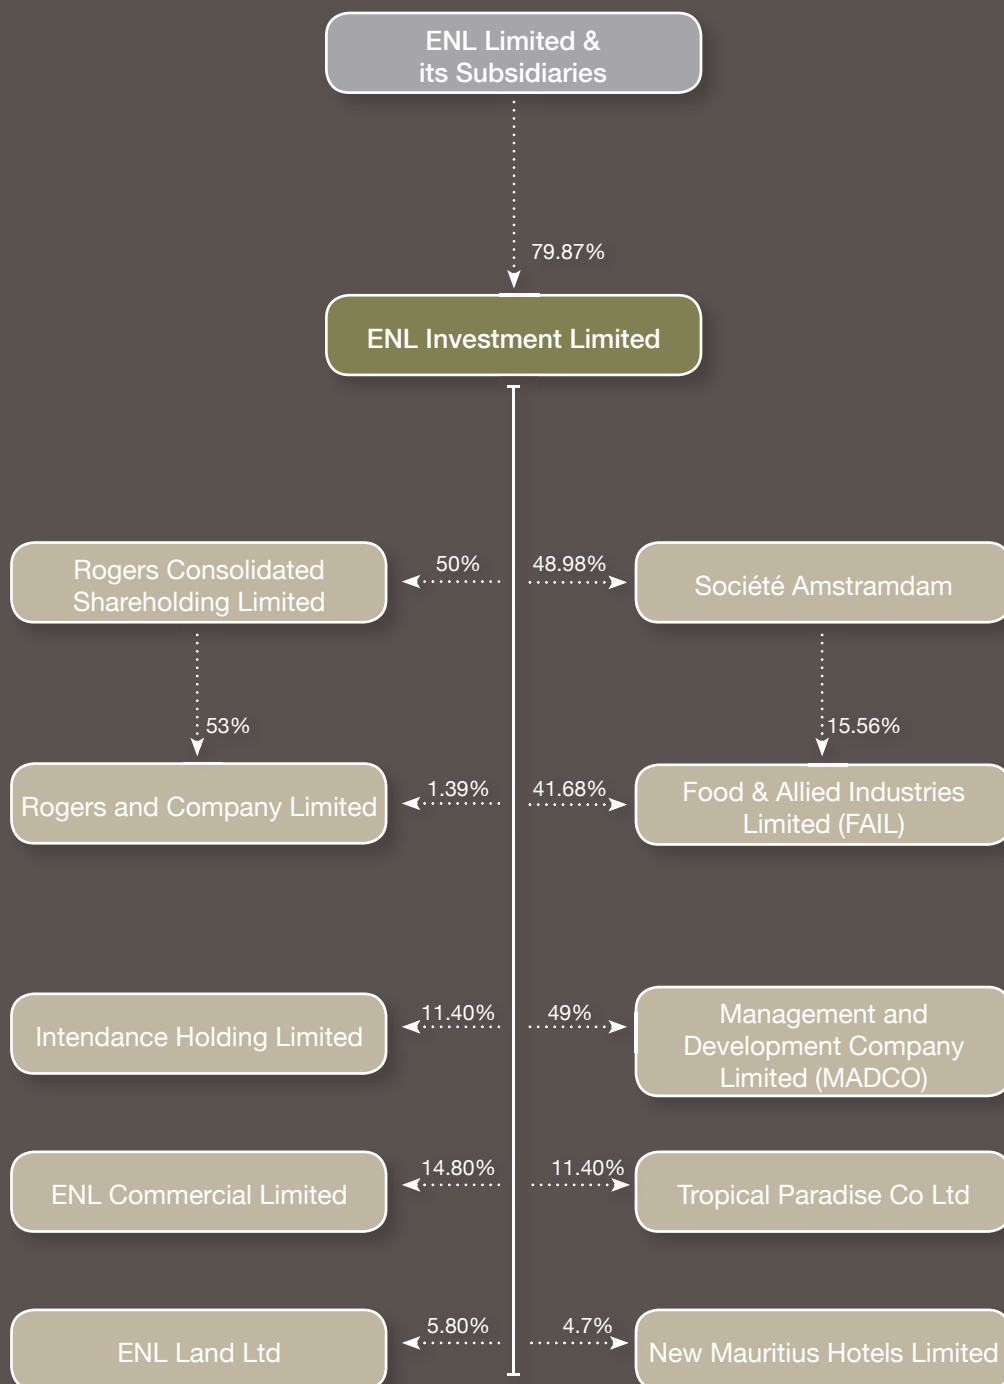 ENL Limited &
its Subsidiaries
79.87%
ENL Investment Limited
Rogers Consolidated
Shareholding Limited
50%
48.98%
Société Amstramdam
53%
15.56%
Rogers and Company Limited
1.39%
41.68%
Food & Allied Industries
Limited (FAIL)
Intendance Holding Limited
11.40%
49%
Management and
Development Company
Limited (MADCO)
ENL Commercial Limited
14.80%
11.40%
Tropical Paradise Co Ltd
ENL Land Ltd
5.80%
4.7%
New Mauritius Hotels Limited